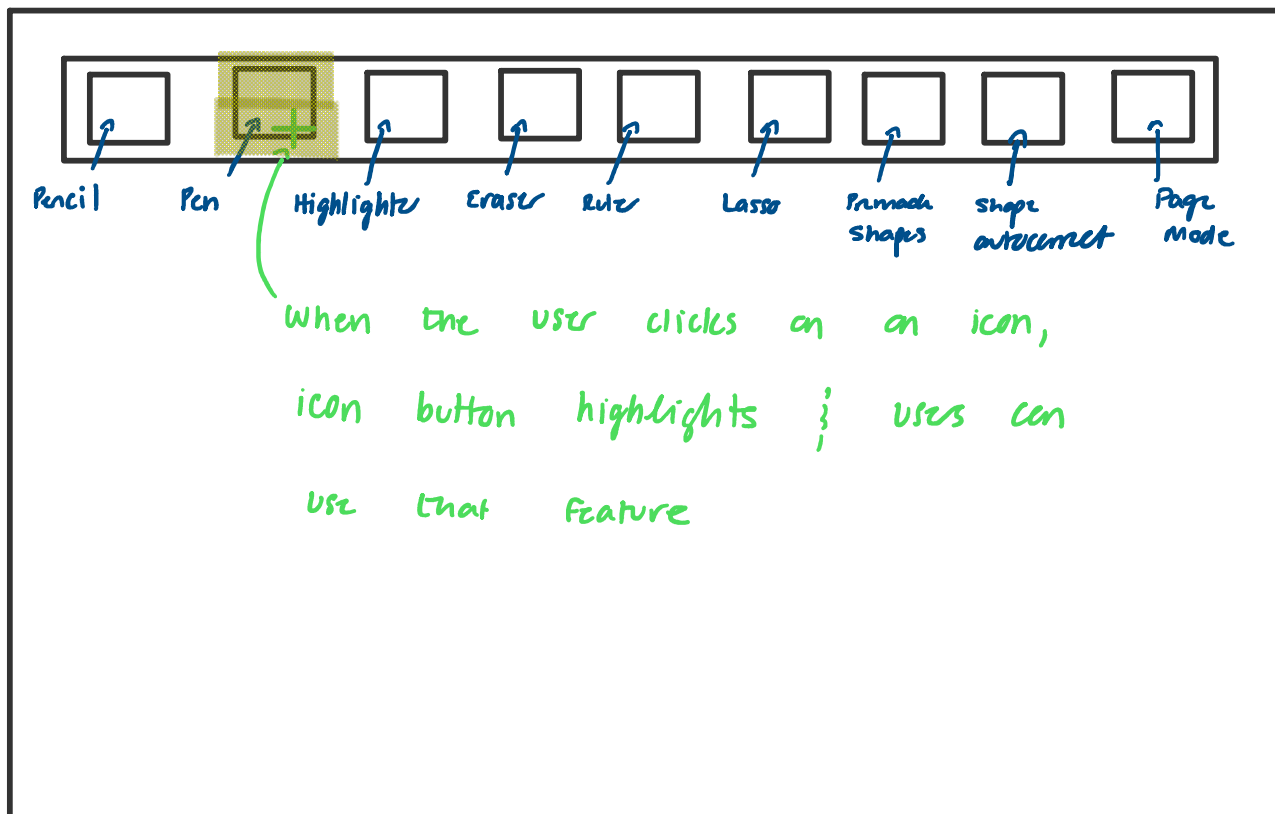 Pencil
Pen
Highlighter
Eraser
Ruler
Lasso
Premade
Shapes
Shape
autocorrect
Page
Mode
When the user clicks on an icon,
icon button highlights & users can
use that feature